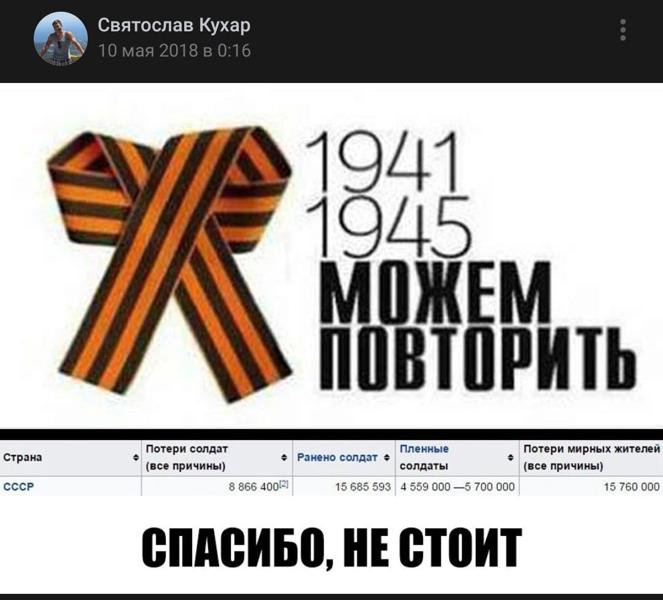 Святослав Кухар
10 мая 2018 в 0:16
1941
1945
МОЖЕМ
ПОВТОРИТЬ
Страна
Потери солдат
(все причины)
Ранено солдат
Пленные
солдаты
Потери мирных жителей
(все причины)
СССР 8 866 400[2] 15 685 593 4 559 000 —5 700 000 15 760 000
СПАСИБО, НЕ СТОИТ